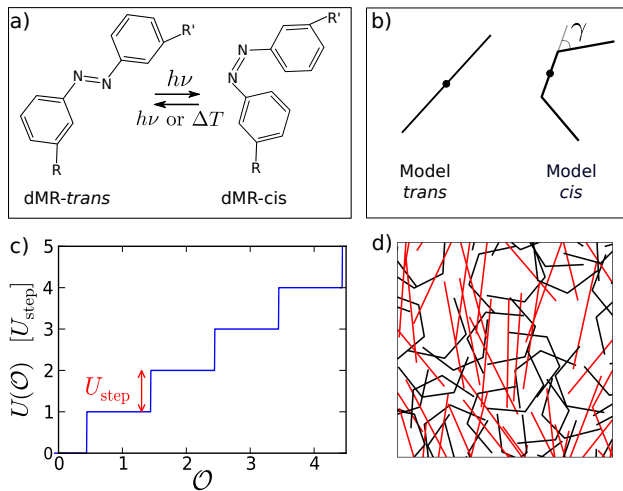 a)
R'
N
N
R
hν
hν or ΔT
N
N
R'
R
dMR-trans
dMR-cis
b)
γ
Model
trans
Model
cis
c)
U(𝒪) [U_step]
5
4
3
2
1
0
U_step
0 1 2 3 4
𝒪
d)